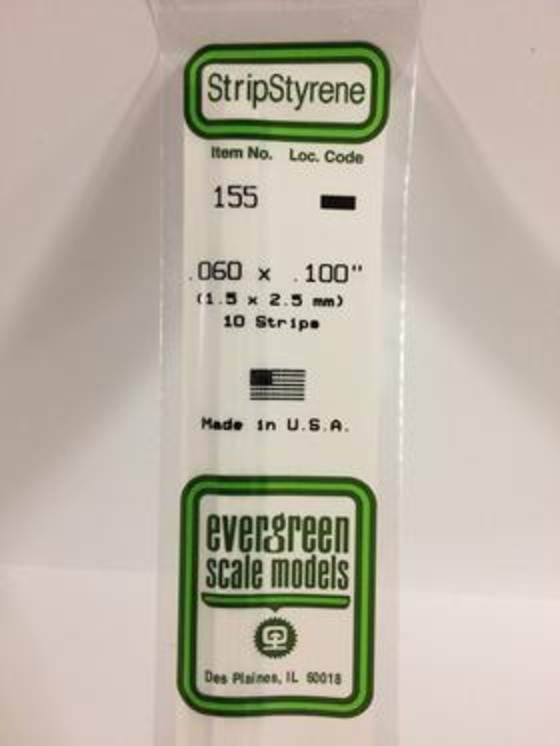 StripStyrene
Item No. Loc. Code
155
.060 x .100"
(1.5 x 2.5 mm)
10 Strips
Made in U.S.A.
evergreen
scale models
Des Plaines, IL 60018